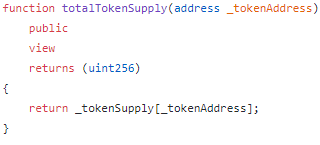 function totalTokenSupply(address _tokenAddress)
    public
    view
    returns (uint256)
{
    return _tokenSupply[_tokenAddress];
}